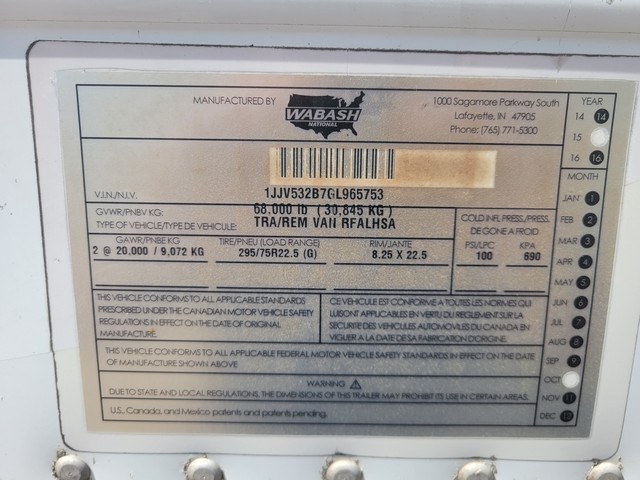 MANUFACTURED BY
WABASH
NATIONAL
1000 Sagamore Parkway South
Lafayette, IN 47905
Phone: (765) 771-5300
V.I.N./N.I.V.
1JJV532B7GL965753
GVWR/PNBV KG: 68,000 lb (30,845 KG)
TYPE OF VEHICLE/TYPE DE VEHICULE: TRA/REM VAN RFALHSA
COLD INFL. PRESS./PRESS.
DE GONE A FROID
GAWR/PNBE KG TIRE/PNEU (LOAD RANGE) RIM/JANTE PSI/LPC KPA
2 @ 20,000 / 9,072 KG 295/75R22.5 (G) 8.25 X 22.5 100 690
THIS VEHICLE CONFORMS TO ALL APPLICABLE STANDARDS
PRESCRIBED UNDER THE CANADIAN MOTOR VEHICLE SAFETY
REGULATIONS IN EFFECT ON THE DATE OF ORIGINAL
MANUFACTURE.
CE VEHICULE EST CONFORME A TOUTES LES NORMES QUI
LUI SONT APPLICABLES EN VERTU DU REGLEMENT SUR LA
SECURITE DES VEHICULES AUTOMOBILES DU CANADA EN
VIGUER A LA DATE DE SA FABRICATION D'ORIGINE.
THIS VEHICLE CONFORMS TO ALL APPLICABLE FEDERAL MOTOR VEHICLE SAFETY STANDARDS IN EFFECT ON THE DATE
OF MANUFACTURE SHOWN ABOVE
WARNING
DUE TO STATE AND LOCAL REGULATIONS, THE DIMENSIONS OF THIS TRAILER MAY PROHIBIT ITS USE IN CERTAIN AREAS.
U.S., Canada, and Mexico patents and patents pending.
YEAR
14 14
15
16 16
MONTH
JAN 1
FEB 2
MAR 3
APR 4
MAY 5
JUN 6
JUL 7
AUG 8
SEP 9
OCT
NOV 11
DEC 12